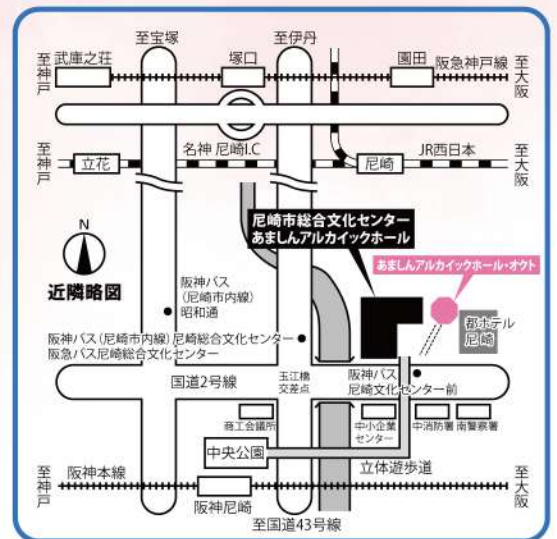 至宝塚
至伊丹
至神戸
武庫之荘
塚口
園田
阪急神戸線
至大阪
名神 尼崎I.C
至神戸
立花
尼崎
JR西日本
至大阪
尼崎市総合文化センター
あましんアルカイックホール
あましんアルカイックホール・オクト
都ホテル
尼崎
N
近隣略図
阪神バス
(尼崎市内線)
昭和通
阪神バス(尼崎市内線)尼崎総合文化センター
阪急バス尼崎総合文化センター
国道2号線
玉江橋
交差点
阪神バス
尼崎文化センター前
商工会議所
中小企業
センター
中消防署
南警察署
中央公園
立体遊歩道
至神戸
阪神本線
阪神尼崎
至大阪
至国道43号線